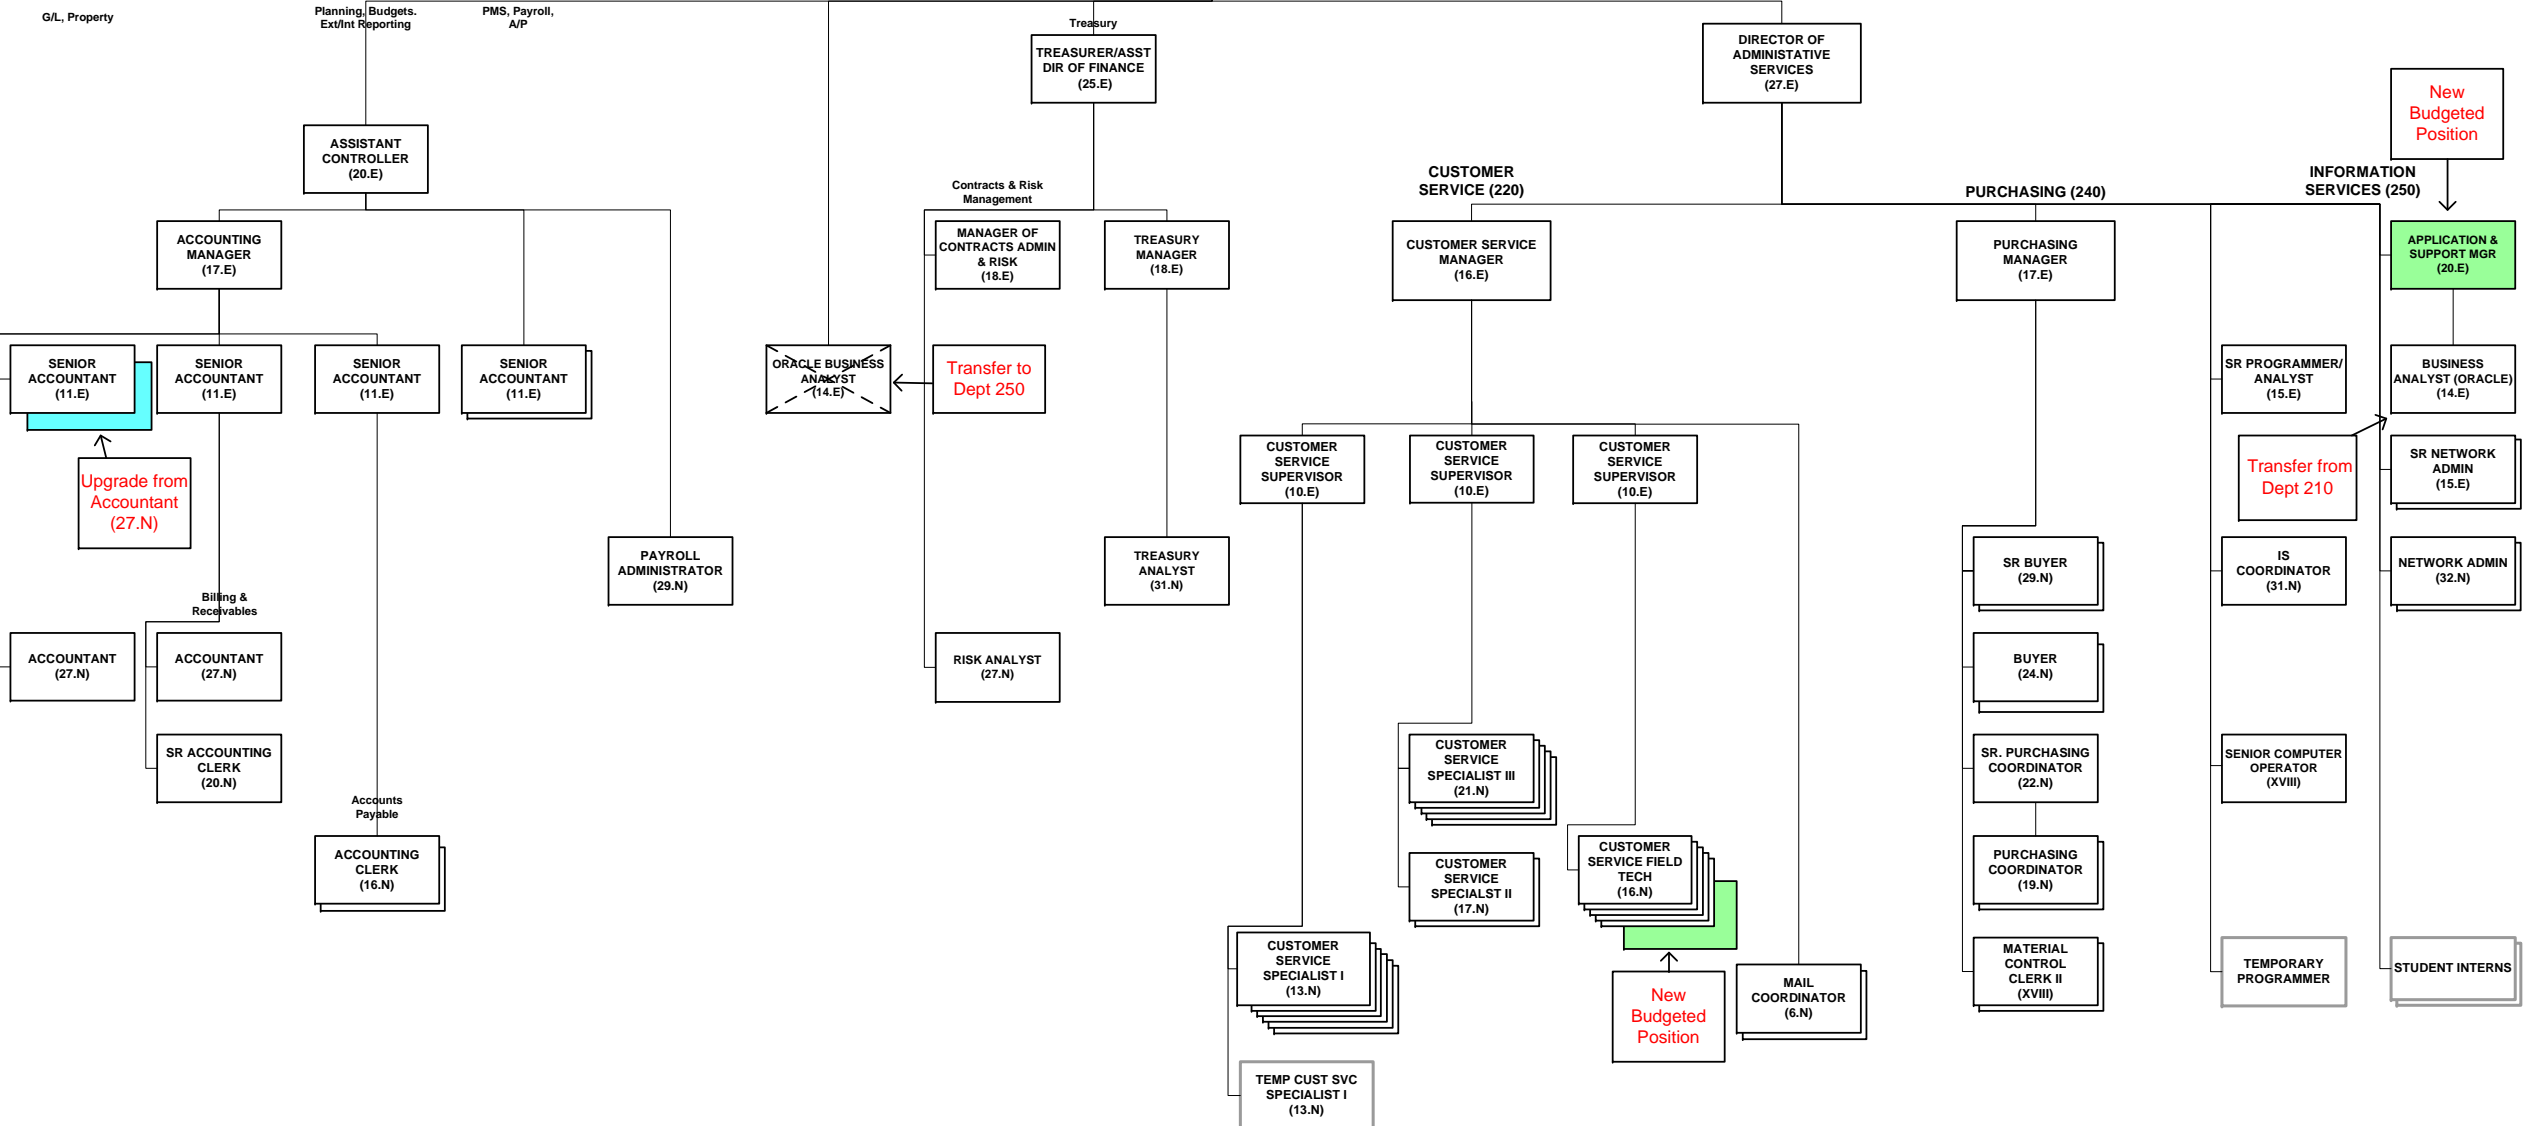 G/L, Property
Planning, Budgets.
Ext/Int Reporting
PMS, Payroll,
A/P
Treasury
TREASURER/ASST
DIR OF FINANCE
(25.E)
DIRECTOR OF
ADMINISTATIVE
SERVICES
(27.E)
New
Budgeted
Position
ASSISTANT
CONTROLLER
(20.E)
Contracts & Risk
Management
CUSTOMER
SERVICE (220)
PURCHASING (240)
INFORMATION
SERVICES (250)
ACCOUNTING
MANAGER
(17.E)
MANAGER OF
CONTRACTS ADMIN
& RISK
(18.E)
TREASURY
MANAGER
(18.E)
CUSTOMER SERVICE
MANAGER
(16.E)
PURCHASING
MANAGER
(17.E)
APPLICATION &
SUPPORT MGR
(20.E)
SENIOR
ACCOUNTANT
(11.E)
SENIOR
ACCOUNTANT
(11.E)
SENIOR
ACCOUNTANT
(11.E)
SENIOR
ACCOUNTANT
(11.E)
ORACLE BUSINESS
ANALYST
(14.E)
Transfer to
Dept 250
SR PROGRAMMER/
ANALYST
(15.E)
BUSINESS
ANALYST (ORACLE)
(14.E)
Upgrade from
Accountant
(27.N)
CUSTOMER
SERVICE
SUPERVISOR
(10.E)
CUSTOMER
SERVICE
SUPERVISOR
(10.E)
CUSTOMER
SERVICE
SUPERVISOR
(10.E)
Transfer from
Dept 210
SR NETWORK
ADMIN
(15.E)
PAYROLL
ADMINISTRATOR
(29.N)
TREASURY
ANALYST
(31.N)
SR BUYER
(29.N)
IS
COORDINATOR
(31.N)
NETWORK ADMIN
(32.N)
Billing &
Receivables
ACCOUNTANT
(27.N)
ACCOUNTANT
(27.N)
RISK ANALYST
(27.N)
BUYER
(24.N)
SR ACCOUNTING
CLERK
(20.N)
CUSTOMER
SERVICE
SPECIALIST III
(21.N)
SR. PURCHASING
COORDINATOR
(22.N)
SENIOR COMPUTER
OPERATOR
(XVIII)
Accounts
Payable
ACCOUNTING
CLERK
(16.N)
CUSTOMER
SERVICE
SPECIALST II
(17.N)
CUSTOMER
SERVICE FIELD
TECH
(16.N)
PURCHASING
COORDINATOR
(19.N)
CUSTOMER
SERVICE
SPECIALIST I
(13.N)
New
Budgeted
Position
MAIL
COORDINATOR
(6.N)
MATERIAL
CONTROL
CLERK II
(XVIII)
TEMPORARY
PROGRAMMER
STUDENT INTERNS
TEMP CUST SVC
SPECIALIST I
(13.N)